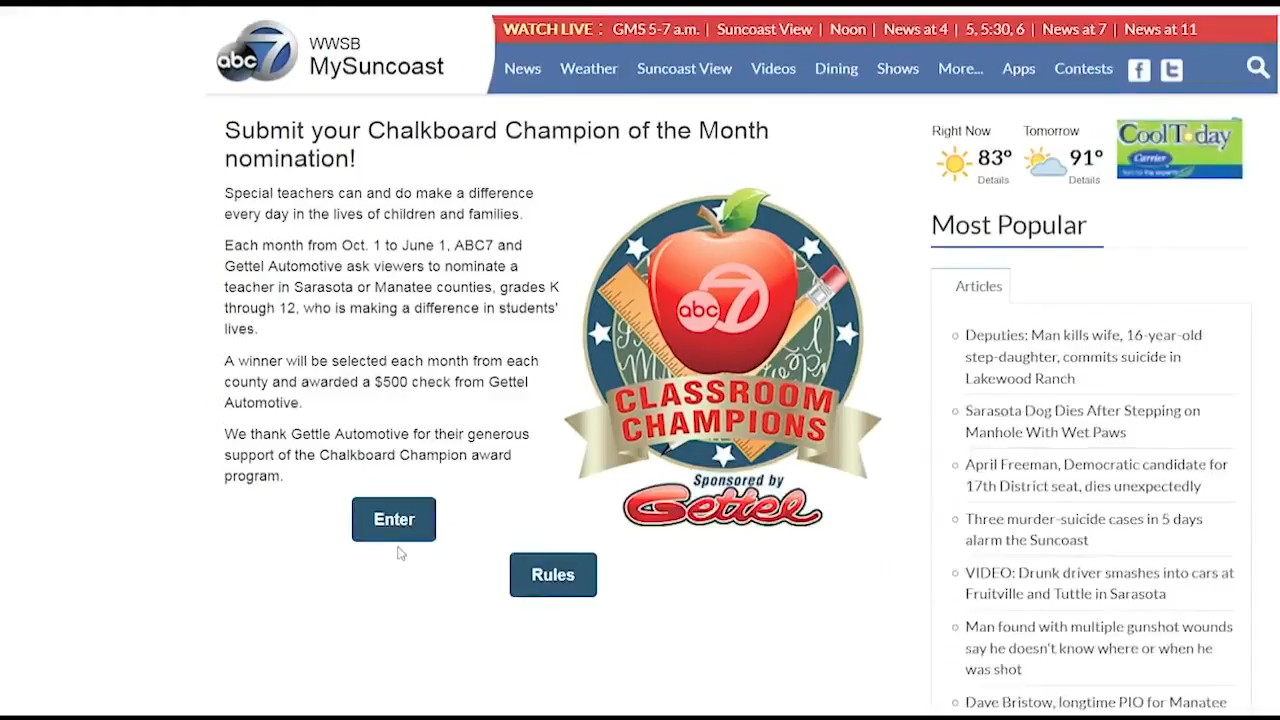 abc 7
WWSB
MySuncoast
WATCH LIVE : GMS 5-7 a.m. | Suncoast View | Noon | News at 4 | 5, 5:30, 6 | News at 7 | News at 11
News Weather Suncoast View Videos Dining Shows More... Apps Contests f t
Submit your Chalkboard Champion of the Month
nomination!
Special teachers can and do make a difference
every day in the lives of children and families.
Each month from Oct. 1 to June 1, ABC7 and
Gettel Automotive ask viewers to nominate a
teacher in Sarasota or Manatee counties, grades K
through 12, who is making a difference in students'
lives.
A winner will be selected each month from each
county and awarded a $500 check from Gettel
Automotive.
We thank Gettle Automotive for their generous
support of the Chalkboard Champion award
program.
Enter
Rules
abc 7
CLASSROOM
CHAMPIONS
Sponsored by
Gettel
Right Now
83º
Details
Tomorrow
91º
Details
CoolToday
Carrier
Most Popular
Articles
Deputies: Man kills wife, 16-year-old
step-daughter, commits suicide in
Lakewood Ranch
Sarasota Dog Dies After Stepping on
Manhole With Wet Paws
April Freeman, Democratic candidate for
17th District seat, dies unexpectedly
Three murder-suicide cases in 5 days
alarm the Suncoast
VIDEO: Drunk driver smashes into cars at
Fruitville and Tuttle in Sarasota
Man found with multiple gunshot wounds
say he doesn't know where or when he
was shot
Dave Bristow, longtime PIO for Manatee